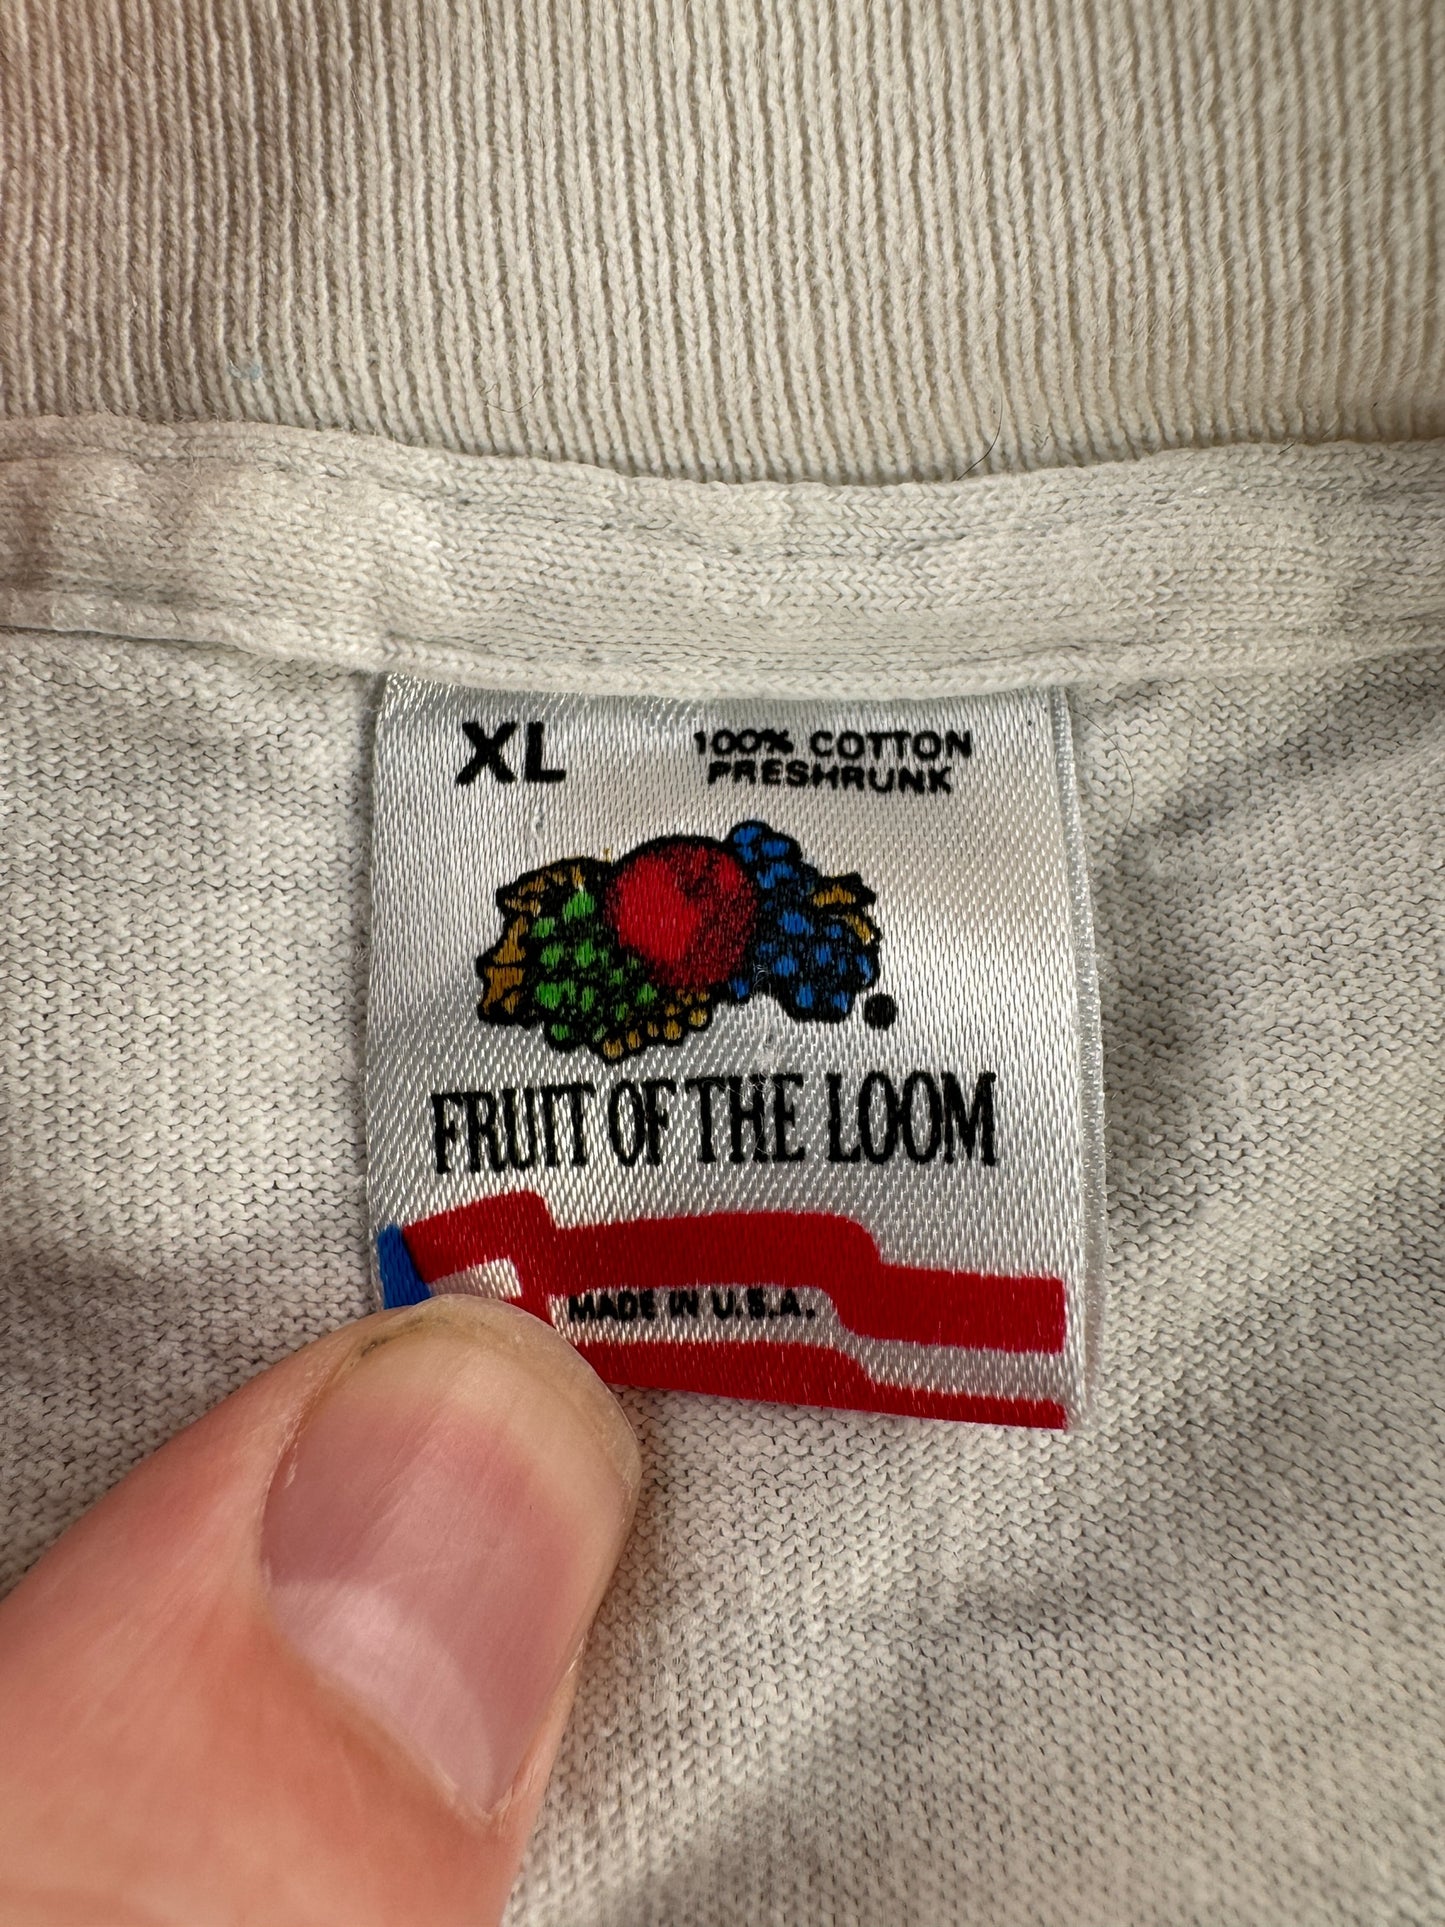 XL
100% COTTON
PRESHRUNK
FRUIT OF THE LOOM
MADE IN U.S.A.